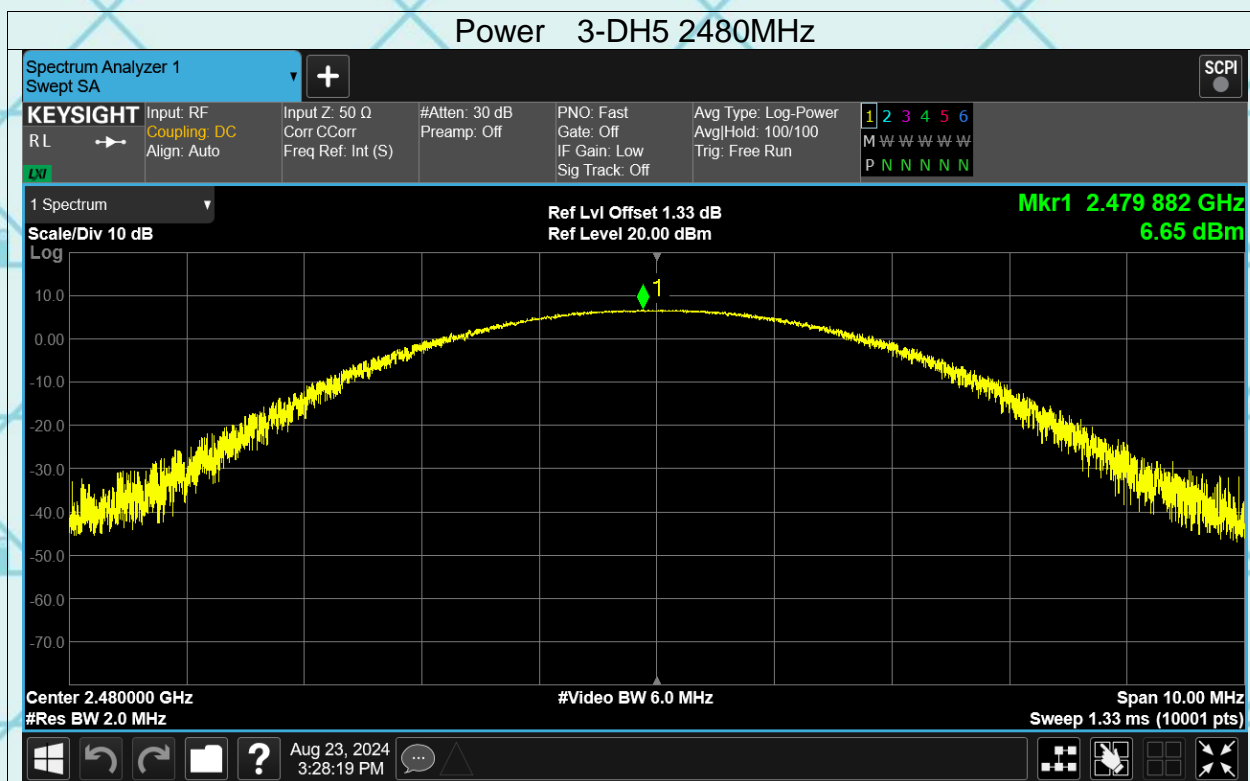 Power 3-DH5 2480MHz
Spectrum Analyzer 1
Swept SA
SCPI
KEYSIGHT
RL
LXI
Input: RF
Coupling: DC
Align: Auto
Input Z: 50 Ω
Corr CCorr
Freq Ref: Int (S)
#Atten: 30 dB
Preamp: Off
PNO: Fast
Gate: Off
IF Gain: Low
Sig Track: Off
Avg Type: Log-Power
Avg|Hold: 100/100
Trig: Free Run
1 2 3 4 5 6
M W W W W W
P N N N N N
1 Spectrum
Scale/Div 10 dB
Ref Lvl Offset 1.33 dB
Ref Level 20.00 dBm
Mkr1 2.479 882 GHz
6.65 dBm
Log
1
10.0
0.00
-10.0
-20.0
-30.0
-40.0
-50.0
-60.0
-70.0
Center 2.480000 GHz
#Res BW 2.0 MHz
#Video BW 6.0 MHz
Span 10.00 MHz
Sweep 1.33 ms (10001 pts)
?
Aug 23, 2024
3:28:19 PM